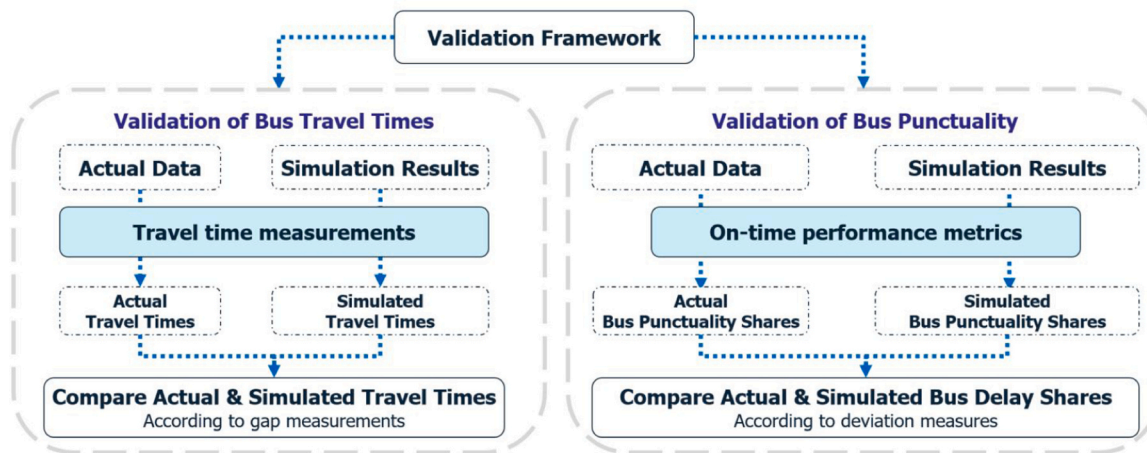 Validation Framework
Validation of Bus Travel Times
Actual Data
Simulation Results
Travel time measurements
Actual
Travel Times
Simulated
Travel Times
Compare Actual & Simulated Travel Times
According to gap measurements
Validation of Bus Punctuality
Actual Data
Simulation Results
On-time performance metrics
Actual
Bus Punctuality Shares
Simulated
Bus Punctuality Shares
Compare Actual & Simulated Bus Delay Shares
According to deviation measures